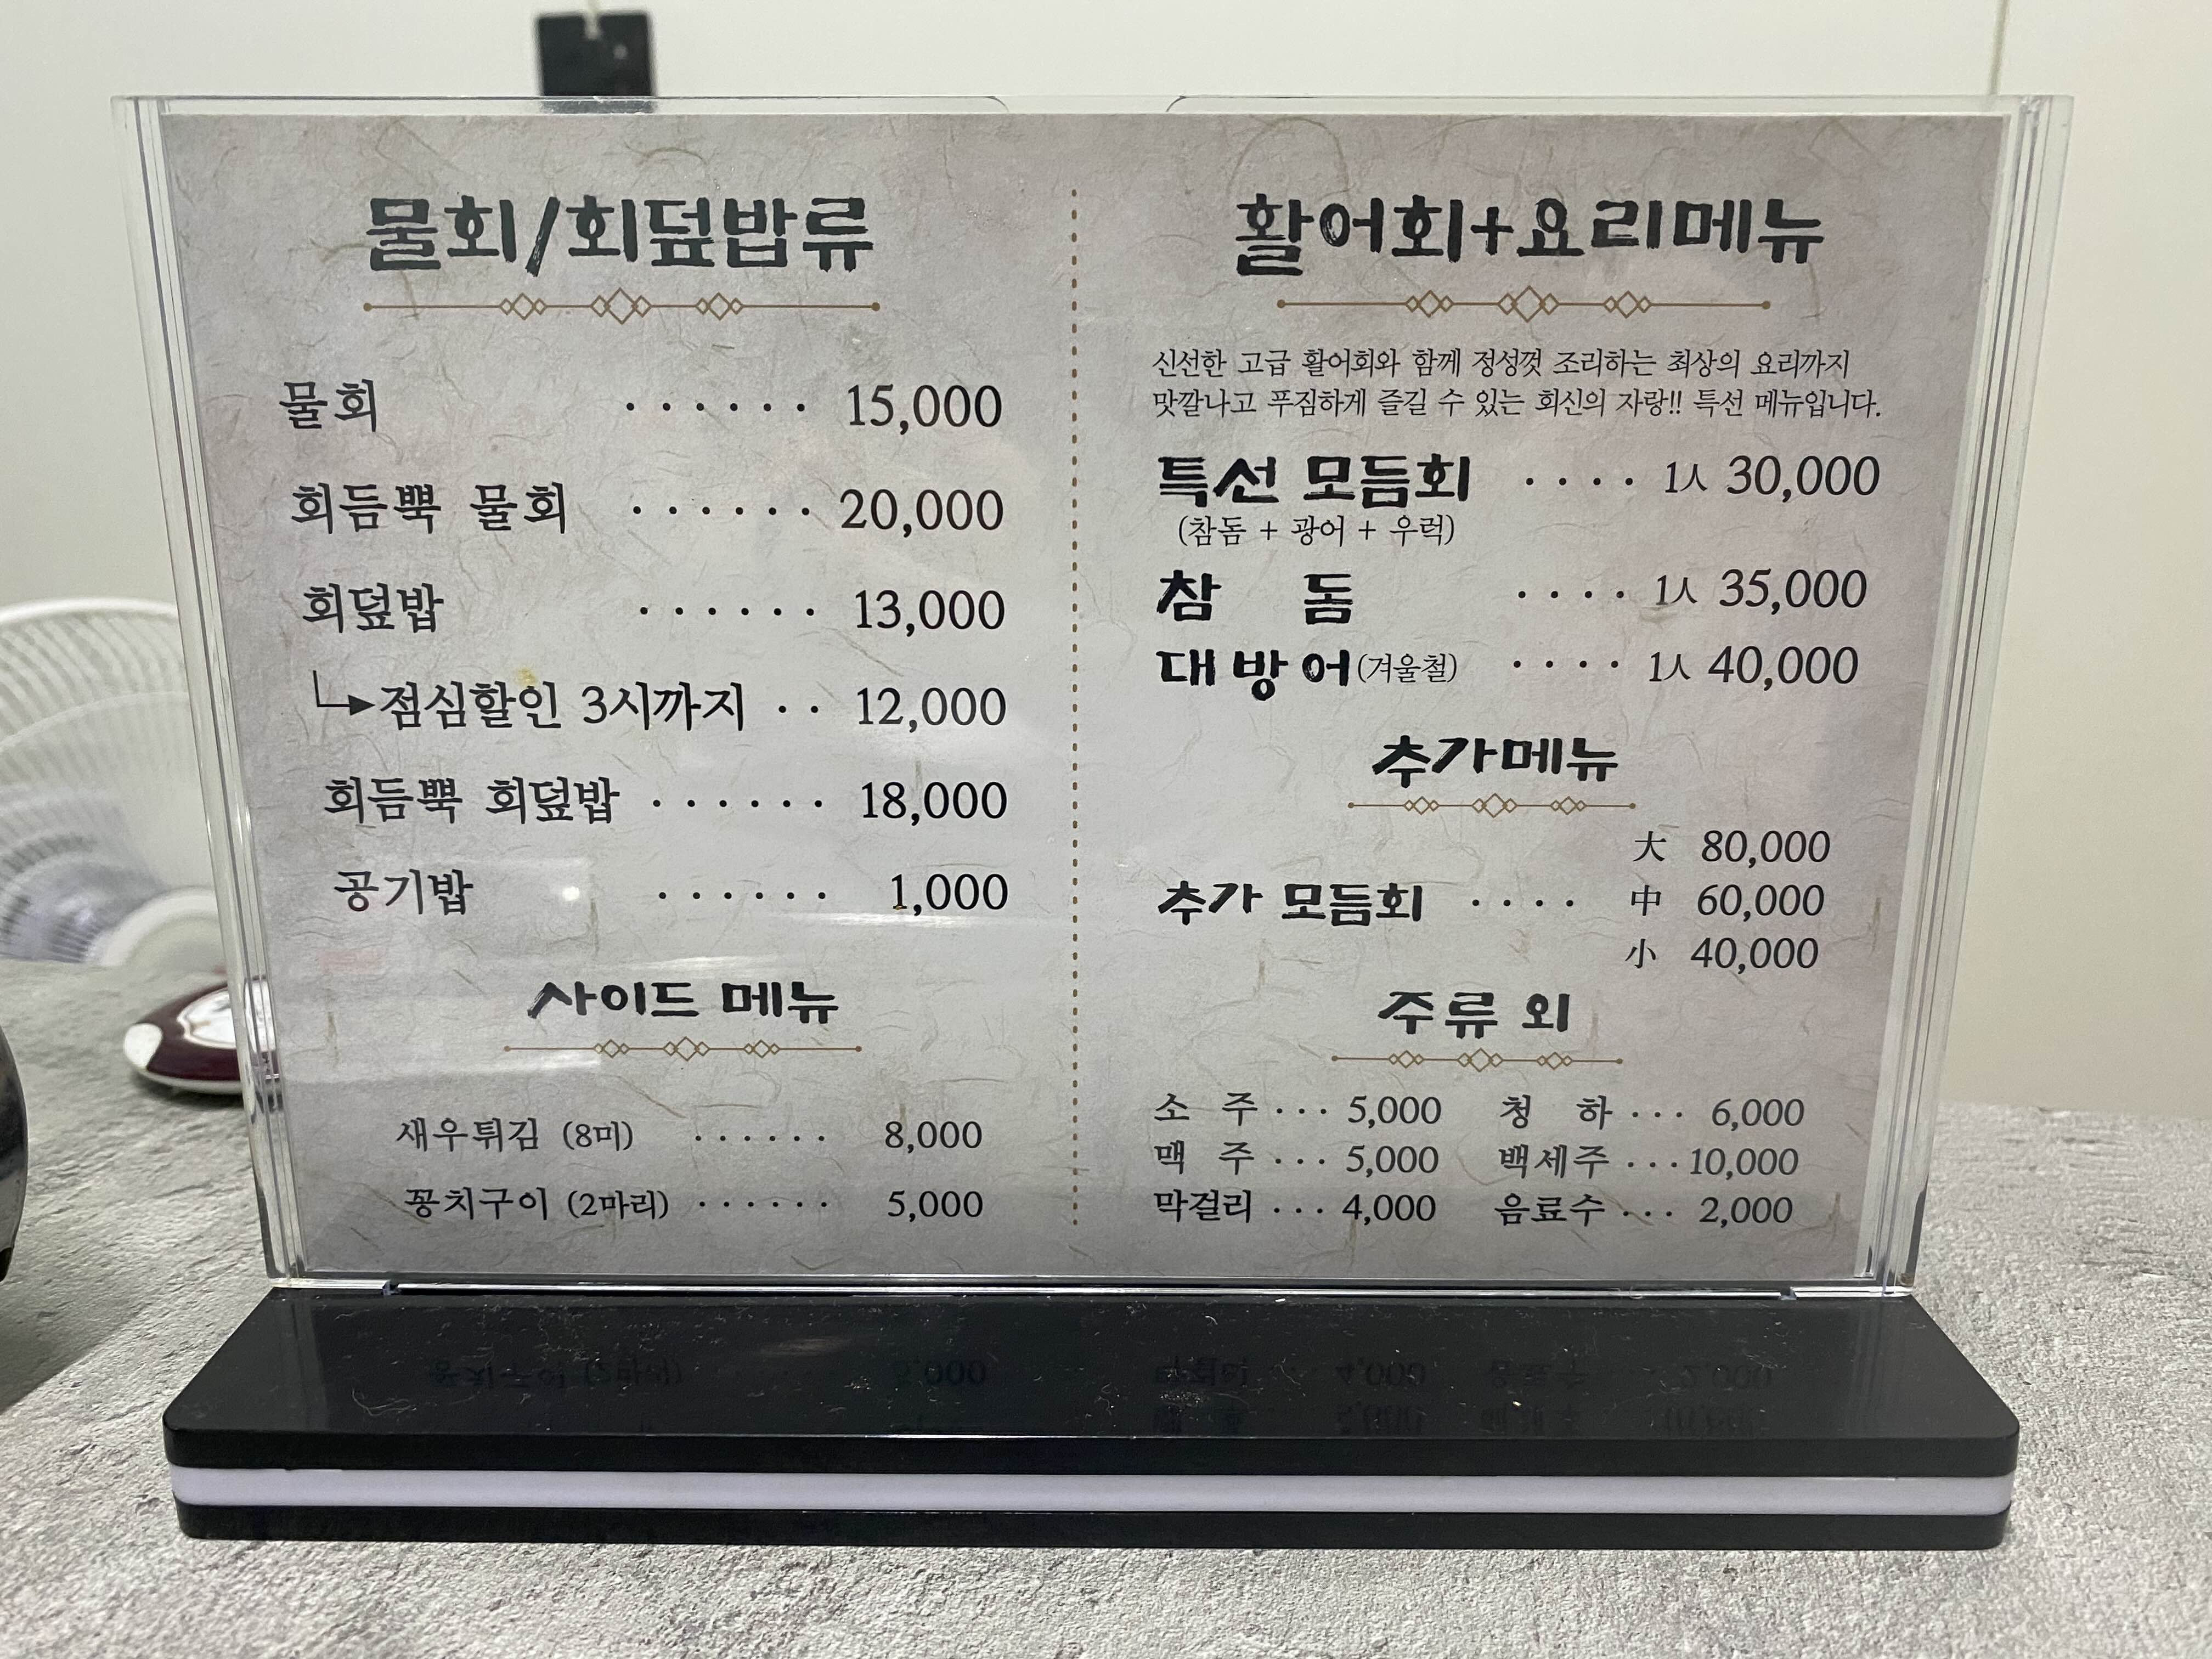 물회/회덮밥류
물회 ······ 15,000
회듬뿍 물회 ······ 20,000
회덮밥 ······ 13,000
점심할인 3시까지 ·· 12,000
회듬뿍 회덮밥 ······ 18,000
공기밥 ······ 1,000
사이드 메뉴
새우튀김 (8미) ······ 8,000
꽁치구이 (2마리) ······ 5,000
활어회+요리메뉴
신선한 고급 활어회와 함께 정성껏 조리하는 최상의 요리까지
맛깔나고 푸짐하게 즐길 수 있는 회신의 자랑!! 특선 메뉴입니다.
특선 모듬회 ···· 1人 30,000
(참돔 + 광어 + 우럭)
참 돔 ···· 1人 35,000
대방어(겨울철) ···· 1人 40,000
추가메뉴
大 80,000
추가 모듬회 ···· 中 60,000
小 40,000
주류 외
소 주 ··· 5,000 청 하 ··· 6,000
맥 주 ··· 5,000 백세주 ··· 10,000
막걸리 ··· 4,000 음료수 ··· 2,000